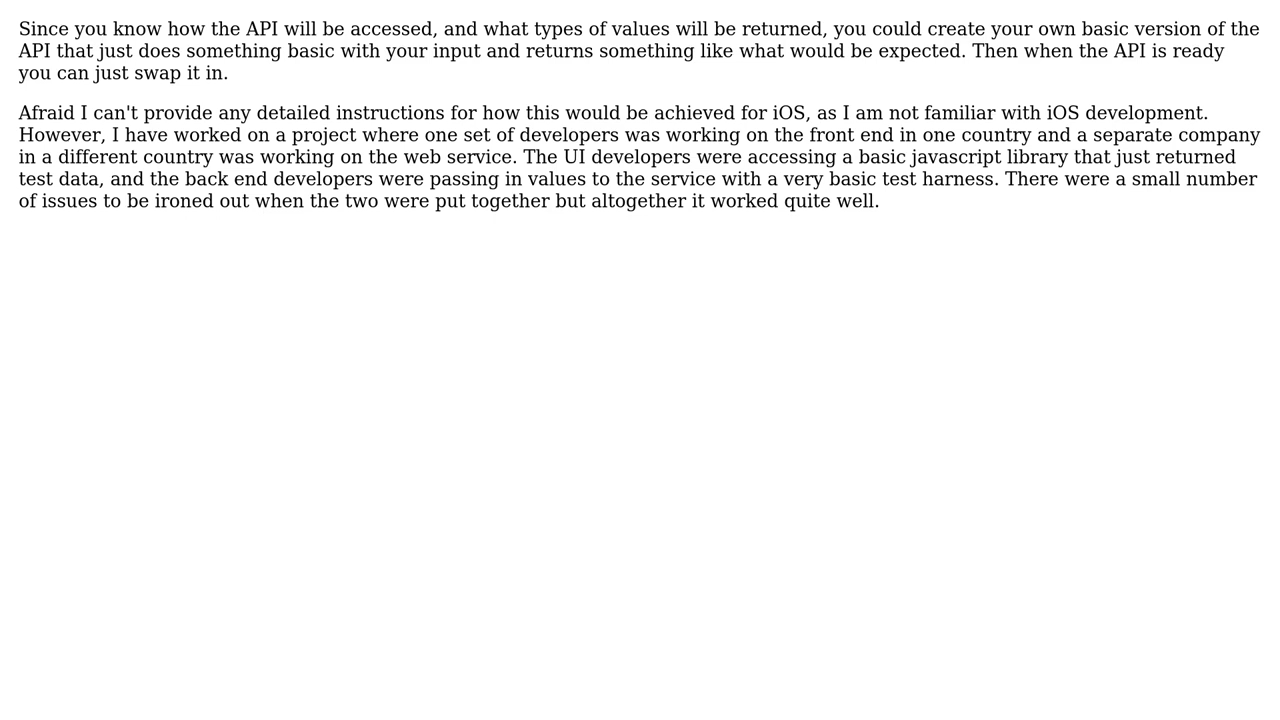 Since you know how the API will be accessed, and what types of values will be returned, you could create your own basic version of the
API that just does something basic with your input and returns something like what would be expected. Then when the API is ready
you can just swap it in.
Afraid I can't provide any detailed instructions for how this would be achieved for iOS, as I am not familiar with iOS development.
However, I have worked on a project where one set of developers was working on the front end in one country and a separate company
in a different country was working on the web service. The UI developers were accessing a basic javascript library that just returned
test data, and the back end developers were passing in values to the service with a very basic test harness. There were a small number
of issues to be ironed out when the two were put together but altogether it worked quite well.